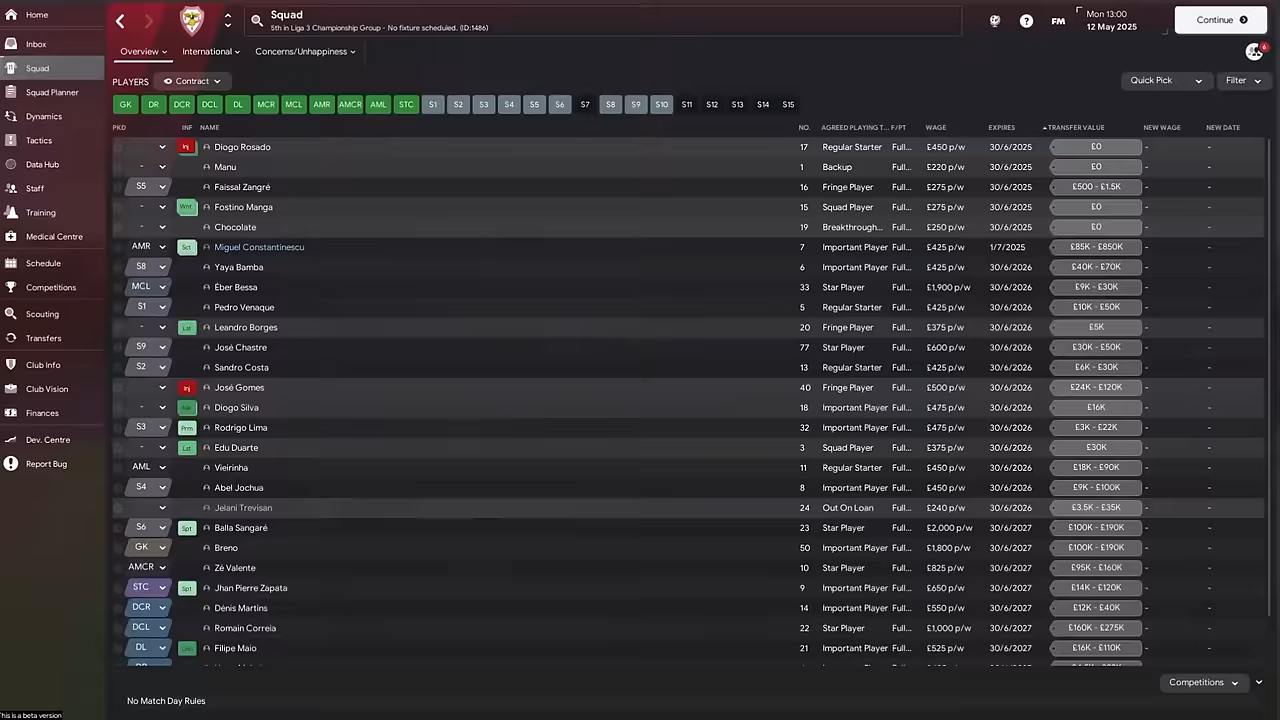 Home
Squad
5th in Liga 3 Championship Group - No fixture scheduled. (ID:1486)
FM
Mon 13:00
12 May 2025
Continue
Inbox
Squad
Squad Planner
Dynamics
Tactics
Data Hub
Staff
Training
Medical Centre
Schedule
Competitions
Scouting
Transfers
Club Info
Club Vision
Finances
Dev. Centre
Report Bug
Overview International Concerns/Unhappiness 6
PLAYERS Contract Quick Pick Filter
GK DR DCR DCL DL MCR MCL AMR AMCR AML STC S1 S2 S3 S4 S5 S6 S7 S8 S9 S10 S11 S12 S13 S14 S15
PKD INF NAME NO. AGREED PLAYING T... F/PT WAGE EXPIRES TRANSFER VALUE NEW WAGE NEW DATE
Inj Diogo Rosado 17 Regular Starter Full... £450 p/w 30/6/2025 £0 - -
- Manu 1 Backup Full... £220 p/w 30/6/2025 £0 - -
S5 Faissal Zangré 16 Fringe Player Full... £275 p/w 30/6/2025 £500 - £1.5K - -
- Wnt Fostino Manga 15 Squad Player Full... £275 p/w 30/6/2025 £0 - -
- Chocolate 19 Breakthrough... Full... £250 p/w 30/6/2025 £0 - -
AMR Sct Miguel Constantinescu 7 Important Player Full... £425 p/w 1/7/2025 £85K - £850K - -
S8 Yaya Bamba 6 Important Player Full... £425 p/w 30/6/2026 £40K - £70K - -
MCL Éber Bessa 33 Star Player Full... £1,900 p/w 30/6/2026 £9K - £30K - -
S1 Pedro Venaque 5 Regular Starter Full... £425 p/w 30/6/2026 £10K - £50K - -
- Lst Leandro Borges 20 Fringe Player Full... £375 p/w 30/6/2026 £5K - -
S9 José Chastre 77 Star Player Full... £600 p/w 30/6/2026 £30K - £50K - -
S2 Sandro Costa 13 Regular Starter Full... £425 p/w 30/6/2026 £6K - £30K - -
Inj José Gomes 40 Fringe Player Full... £500 p/w 30/6/2026 £24K - £120K - -
- Diogo Silva 18 Important Player Full... £475 p/w 30/6/2026 £16K - -
S3 Prm Rodrigo Lima 32 Important Player Full... £475 p/w 30/6/2026 £3K - £22K - -
- Lst Edu Duarte 3 Squad Player Full... £375 p/w 30/6/2026 £30K - -
AML Vieirinha 11 Regular Starter Full... £450 p/w 30/6/2026 £18K - £90K - -
S4 Abel Jochua 8 Important Player Full... £450 p/w 30/6/2026 £9K - £100K - -
Jelani Trevisan 24 Out On Loan Full... £240 p/w 30/6/2026 £3.5K - £35K - -
S6 Spt Balla Sangaré 23 Star Player Full... £2,000 p/w 30/6/2027 £100K - £190K - -
GK Breno 50 Important Player Full... £1,800 p/w 30/6/2027 £100K - £190K - -
AMCR Zé Valente 10 Star Player Full... £825 p/w 30/6/2027 £95K - £160K - -
STC Spt Jhan Pierre Zapata 9 Important Player Full... £650 p/w 30/6/2027 £14K - £120K - -
DCR Dénis Martins 14 Important Player Full... £550 p/w 30/6/2027 £12K - £40K - -
DCL Romain Correia 22 Star Player Full... £1,000 p/w 30/6/2027 £160K - £275K - -
DL Filipe Maio 21 Important Player Full... £525 p/w 30/6/2027 £16K - £110K - -
Competitions
No Match Day Rules
This is a beta version